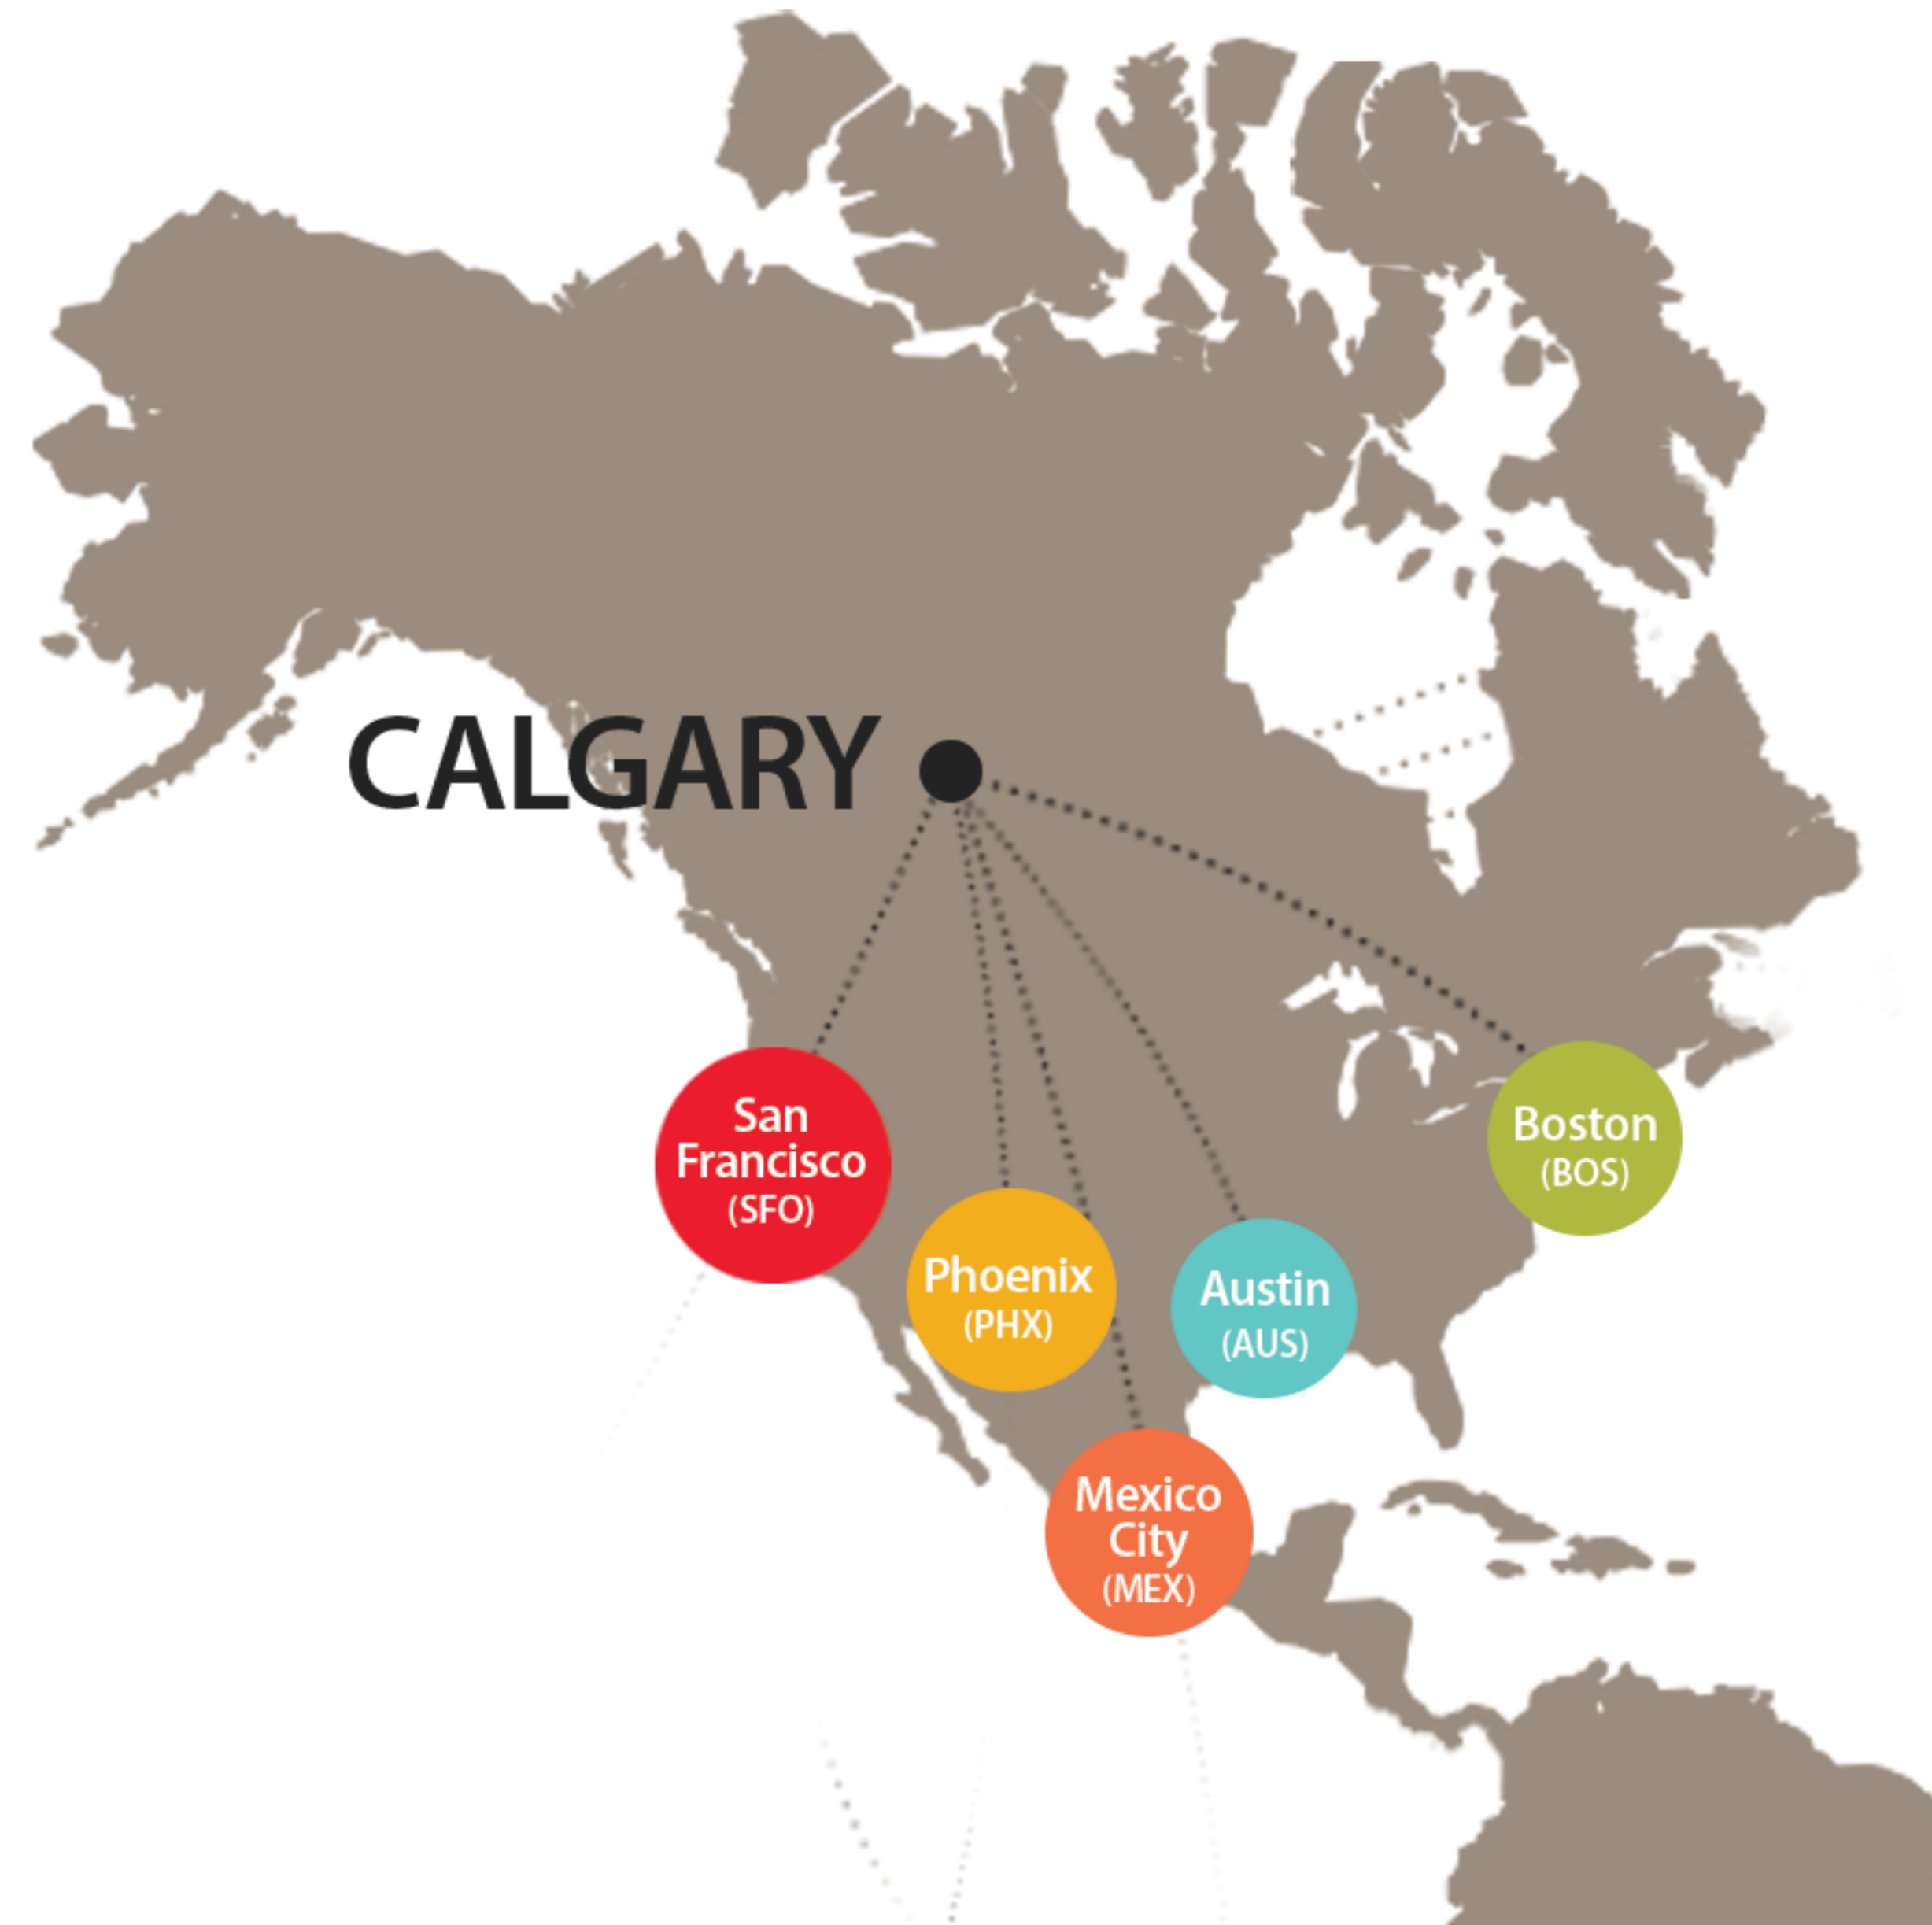 CALGARY
San
Francisco
(SFO)
Phoenix
(PHX)
Austin
(AUS)
Boston
(BOS)
Mexico
City
(MEX)